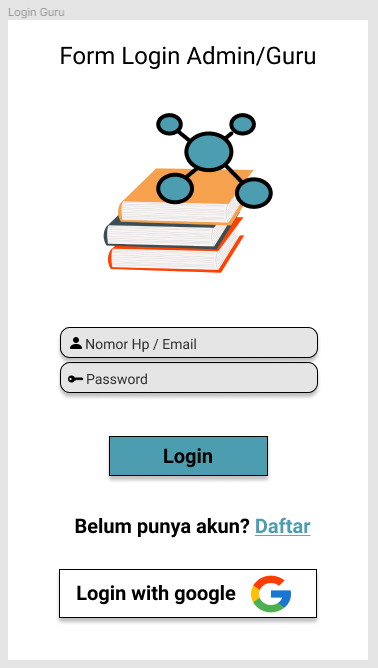 Login Guru
Form Login Admin/Guru
Nomor Hp / Email
Password
Login
Belum punya akun? Daftar
Login with google